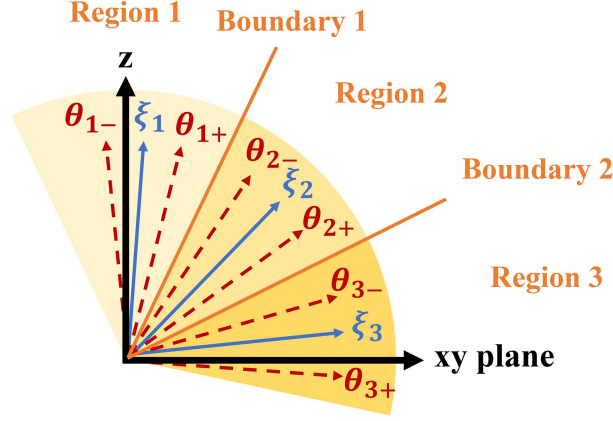 Region 1
Boundary 1
z
Region 2
θ1−
ξ1
θ1+
θ2−
ξ2
Boundary 2
θ2+
Region 3
θ3−
ξ3
xy plane
θ3+